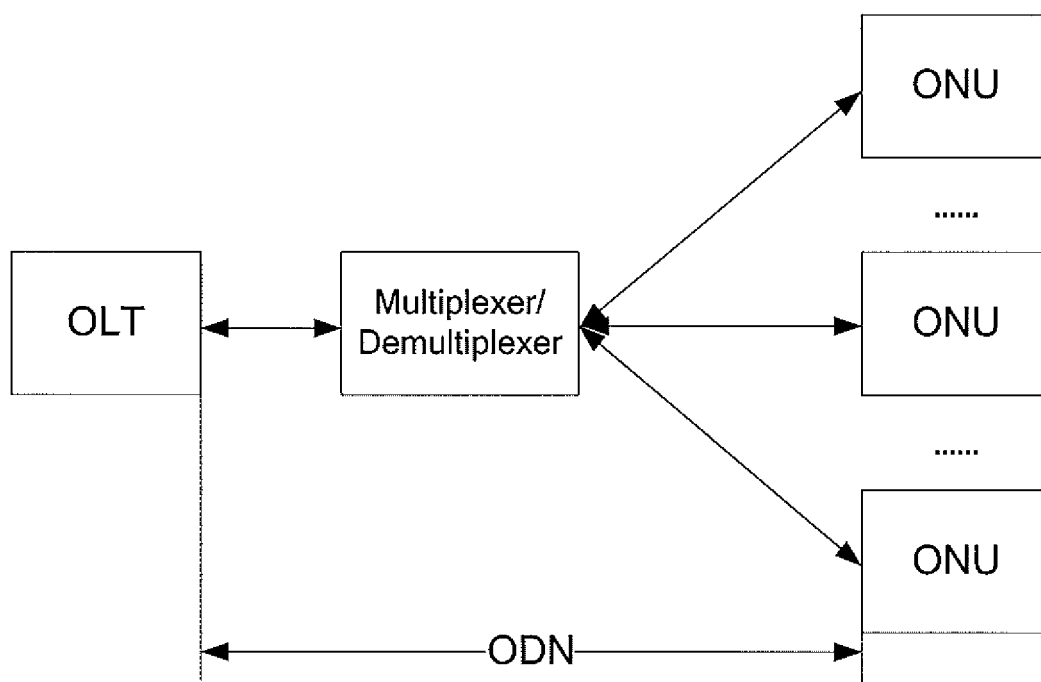 ONU
......
OLT
Multiplexer/
Demultiplexer
ONU
......
ONU
ODN